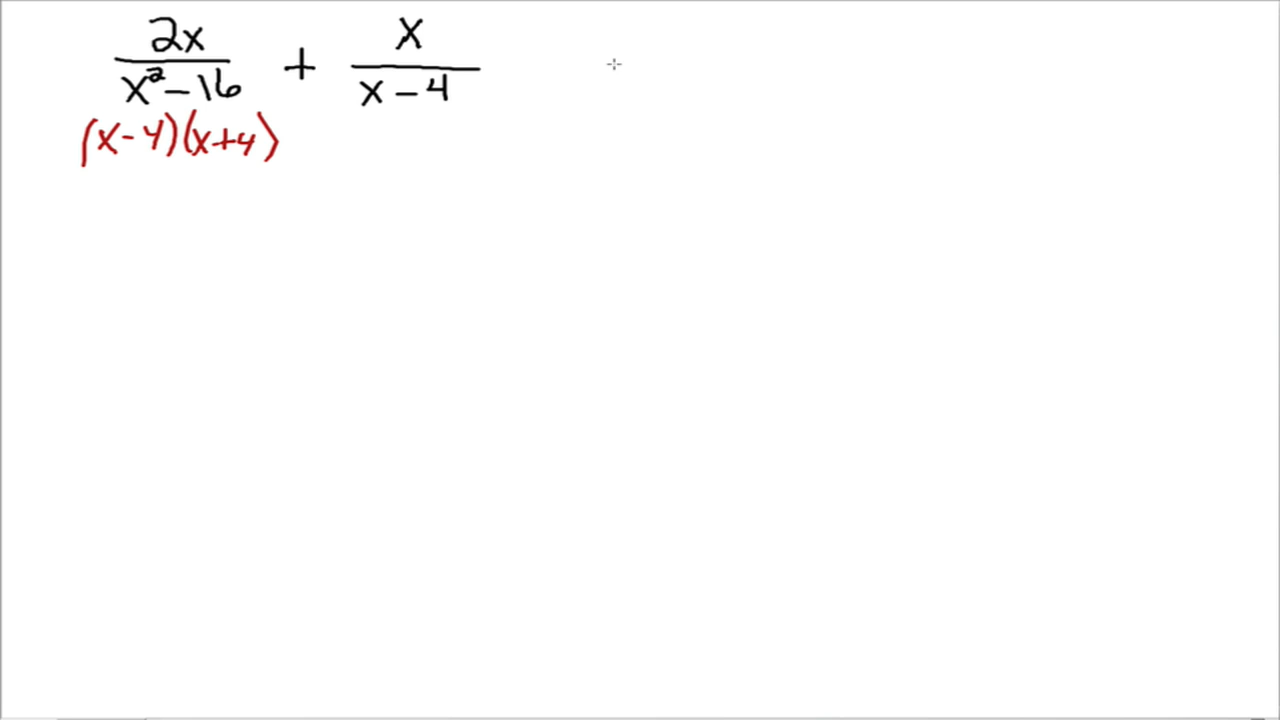 2x/(x² - 16) + x/(x - 4)
(x-4)(x+4)